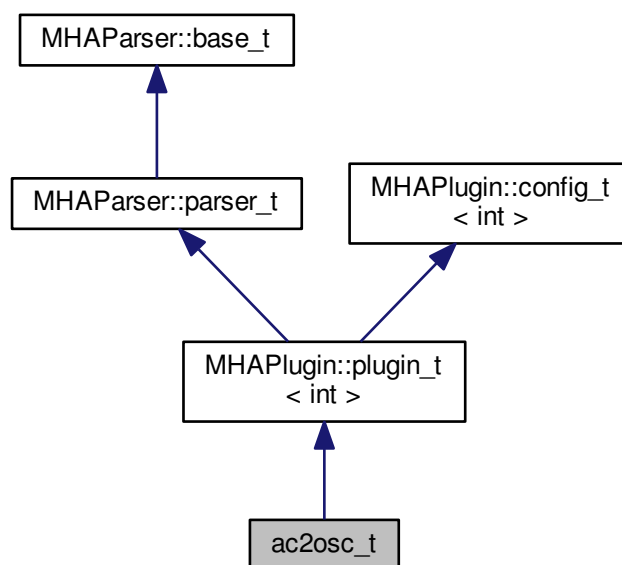 MHAParser::base_t
MHAParser::parser_t
MHAPlugin::config_t
< int >
MHAPlugin::plugin_t
< int >
ac2osc_t